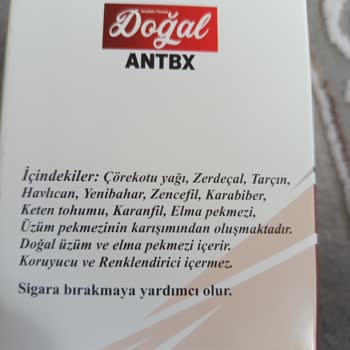 Doğal
ANTBX
İçindekiler: Çörekotu yağı, Zerdeçal, Tarçın,
Havlıcan, Yenibahar, Zencefil, Karabiber,
Keten tohumu, Karanfil, Elma pekmezi,
Üzüm pekmezinin karışımından oluşmaktadır.
Doğal üzüm ve elma pekmezi içerir.
Koruyucu ve Renklendirici içermez.
Sigara bırakmaya yardımcı olur.